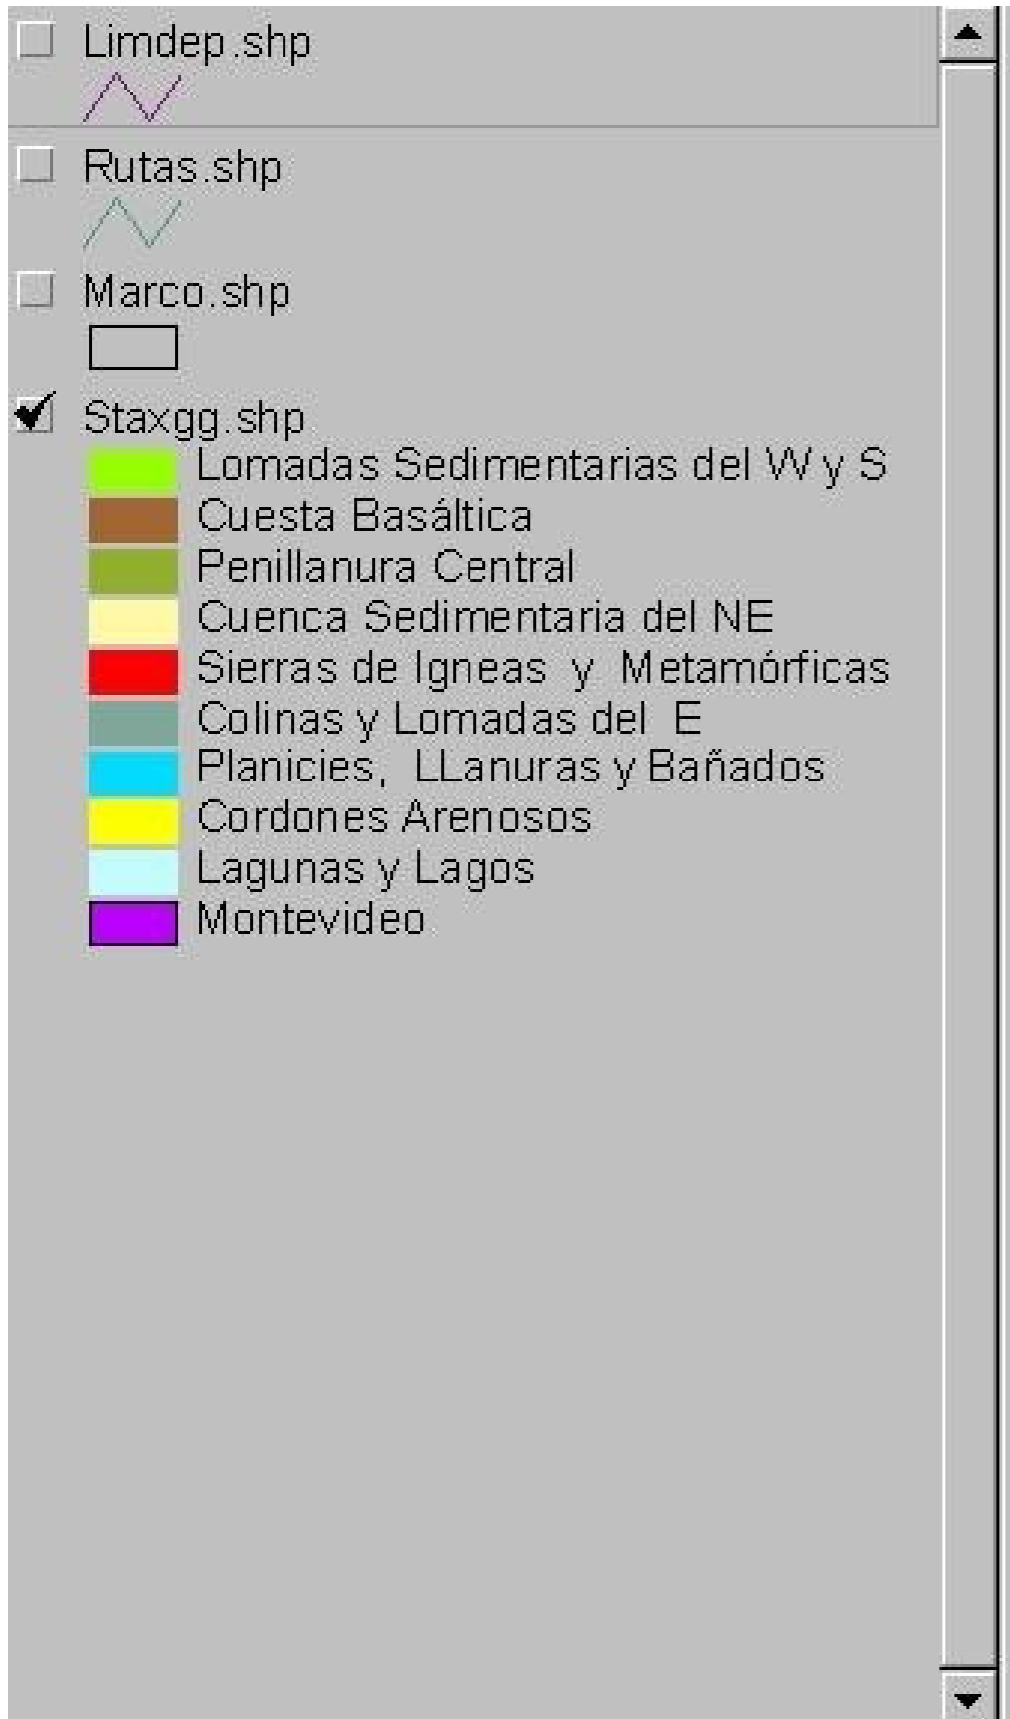 Limdep.shp
Rutas.shp
Marco.shp
Staxgg.shp
Lomadas Sedimentarias del W y S
Cuesta Basáltica
Penillanura Central
Cuenca Sedimentaria del NE
Sierras de Igneas y Metamórficas
Colinas y Lomadas del E
Planicies, LLanuras y Bañados
Cordones Arenosos
Lagunas y Lagos
Montevideo